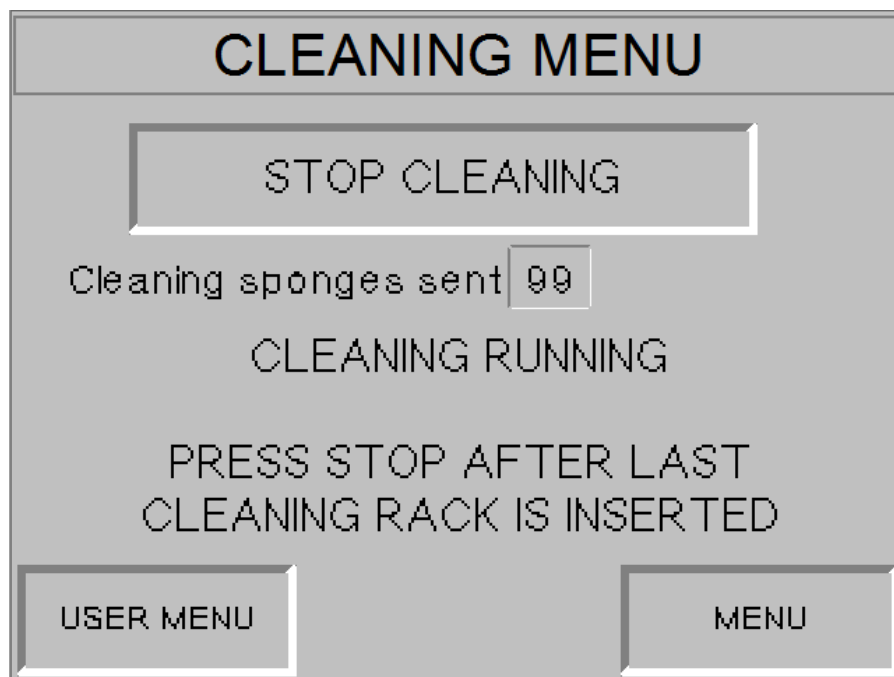 CLEANING MENU
STOP CLEANING
Cleaning sponges sent 99
CLEANING RUNNING
PRESS STOP AFTER LAST
CLEANING RACK IS INSERTED
USER MENU
MENU